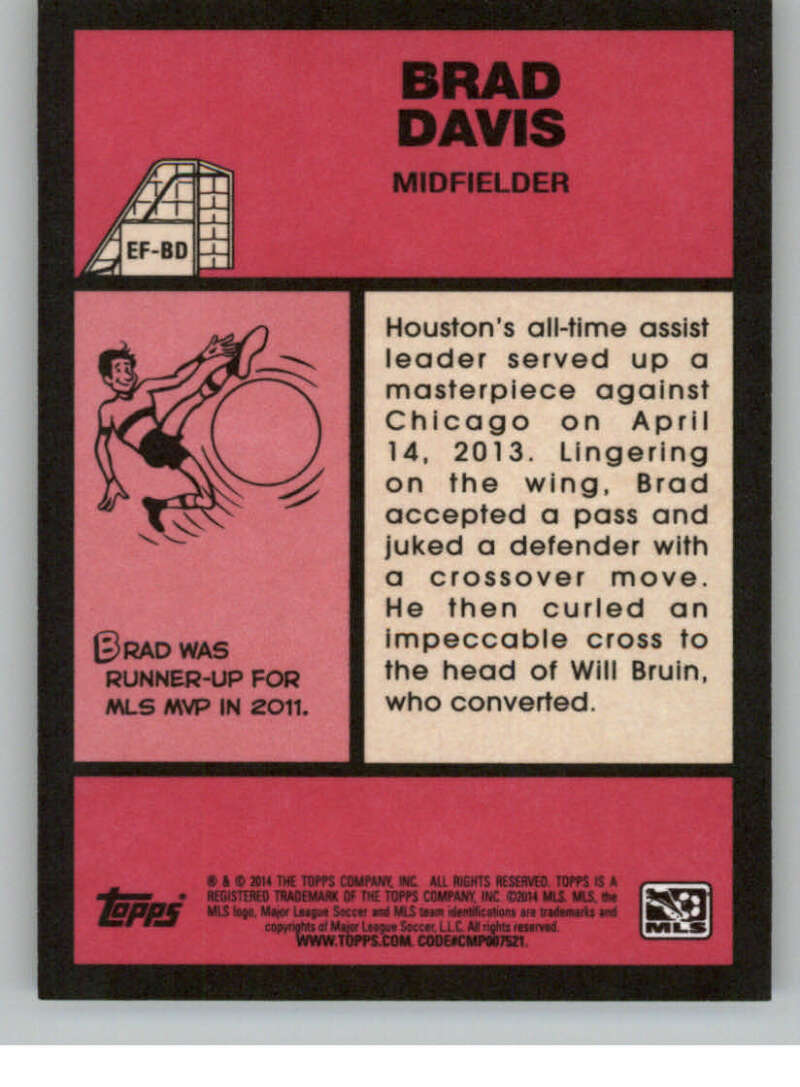 BRAD
DAVIS
MIDFIELDER
EF-BD
Houston's all-time assist
leader served up a
masterpiece against
Chicago on April
14, 2013. Lingering
on the wing, Brad
accepted a pass and
juked a defender with
a crossover move.
He then curled an
impeccable cross to
the head of Will Bruin,
who converted.
BRAD WAS
RUNNER-UP FOR
MLS MVP IN 2011.
topps®
® & © 2014 THE TOPPS COMPANY, INC. ALL RIGHTS RESERVED. TOPPS IS A
REGISTERED TRADEMARK OF THE TOPPS COMPANY, INC. ©2014 MLS. MLS, the
MLS logo, Major League Soccer and MLS team identifications are trademarks and
copyrights of Major League Soccer, L.L.C. All rights reserved.
WWW.TOPPS.COM. CODE#CMP007521.
MLS